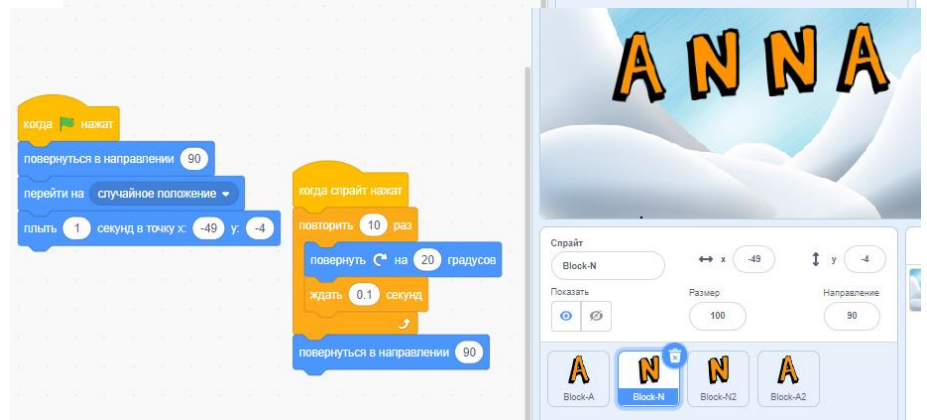 когда нажат
повернуться в направлении 90
перейти на случайное положение
плыть 1 секунд в точку x: -49 y: -4
когда спрайт нажат
повторить 10 раз
повернуть на 20 градусов
ждать 0.1 секунд
повернуться в направлении 90
ANNA
Спрайт
Block-N x -49 y -4
Показать Размер Направление
100 90
A N N A
Block-A Block-N Block-N2 Block-A2